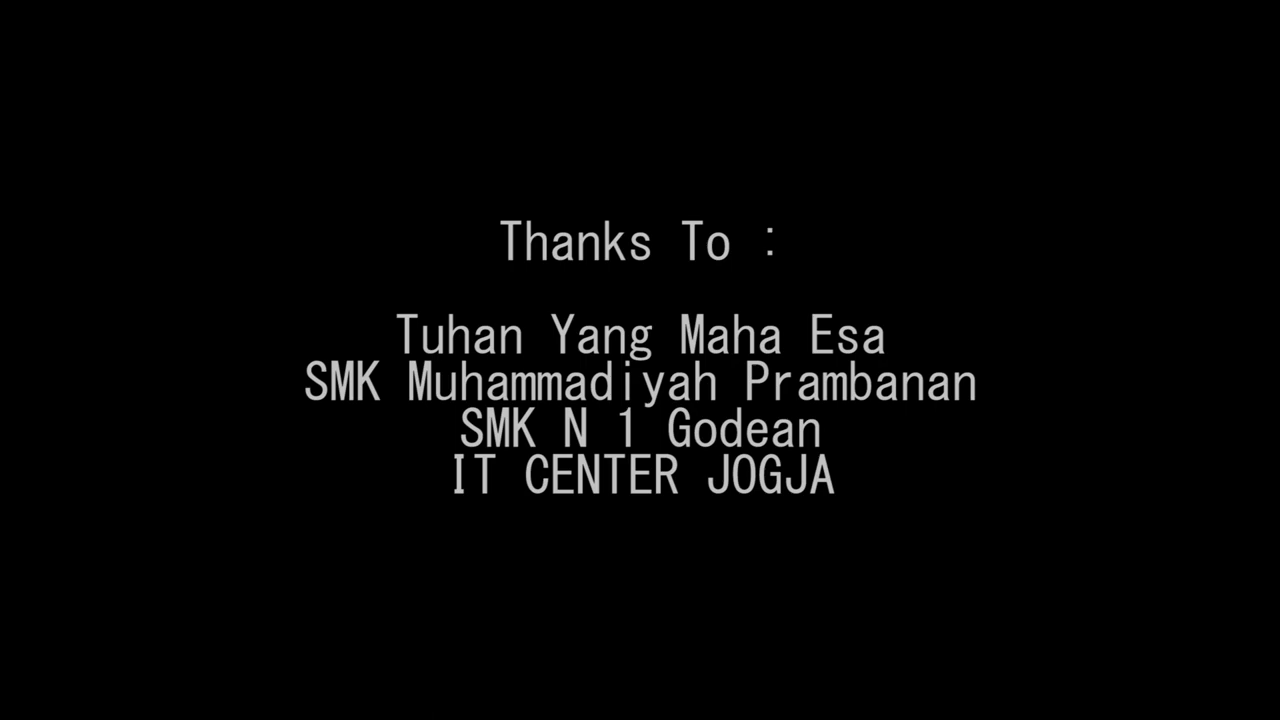 Thanks To :
Tuhan Yang Maha Esa
SMK Muhammadiyah Prambanan
SMK N 1 Godean
IT CENTER JOGJA